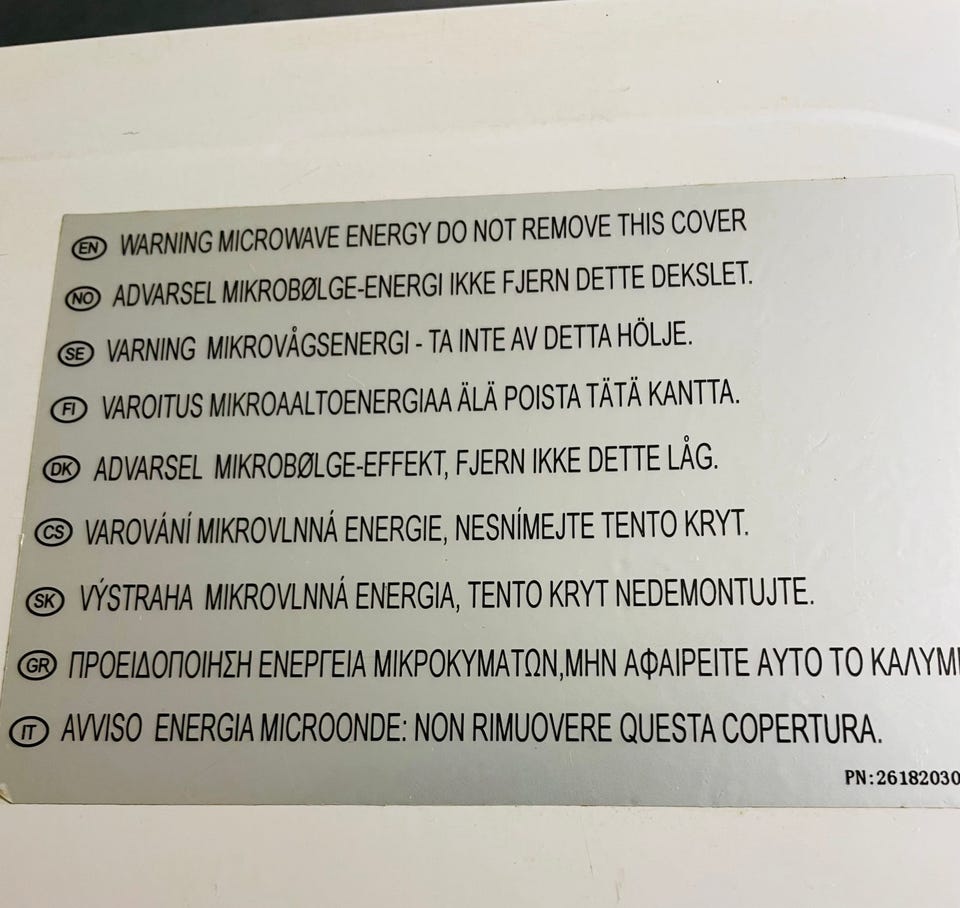 EN WARNING MICROWAVE ENERGY DO NOT REMOVE THIS COVER
NO ADVARSEL MIKROBØLGE-ENERGI IKKE FJERN DETTE DEKSLET.
SE VARNING MIKROVÅGSENERGI - TA INTE AV DETTA HÖLJE.
FI VAROITUS MIKROAALTOENERGIAA ÄLÄ POISTA TÄTÄ KANTTA.
DK ADVARSEL MIKROBØLGE-EFFEKT, FJERN IKKE DETTE LÅG.
CS VAROVÁNÍ MIKROVLNNÁ ENERGIE, NESNÍMEJTE TENTO KRYT.
SK VÝSTRAHA MIKROVLNNÁ ENERGIA, TENTO KRYT NEDEMONTUJTE.
GR ΠΡΟΕΙΔΟΠΟΙΗΣΗ ΕΝΕΡΓΕΙΑ ΜΙΚΡΟΚΥΜΑΤΩΝ,ΜΗΝ ΑΦΑΙΡΕΙΤΕ ΑΥΤΟ ΤΟ
IT AVVISO ENERGIA MICROONDE: NON RIMUOVERE QUESTA COPERTURA.
PN:26182030